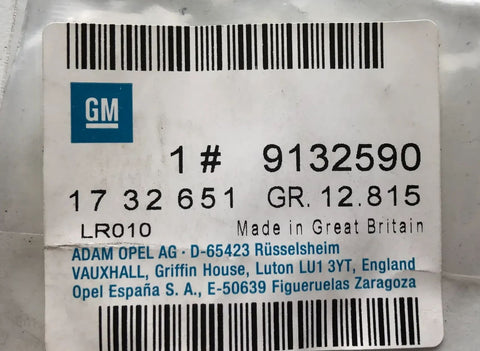 GM
1 # 9132590
17 32 651 GR. 12.815
LR010 Made in Great Britain
ADAM OPEL AG · D-65423 Rüsselsheim
VAUXHALL, Griffin House, Luton LU1 3YT, England
Opel España S. A., E-50639 Figueruelas Zaragoza